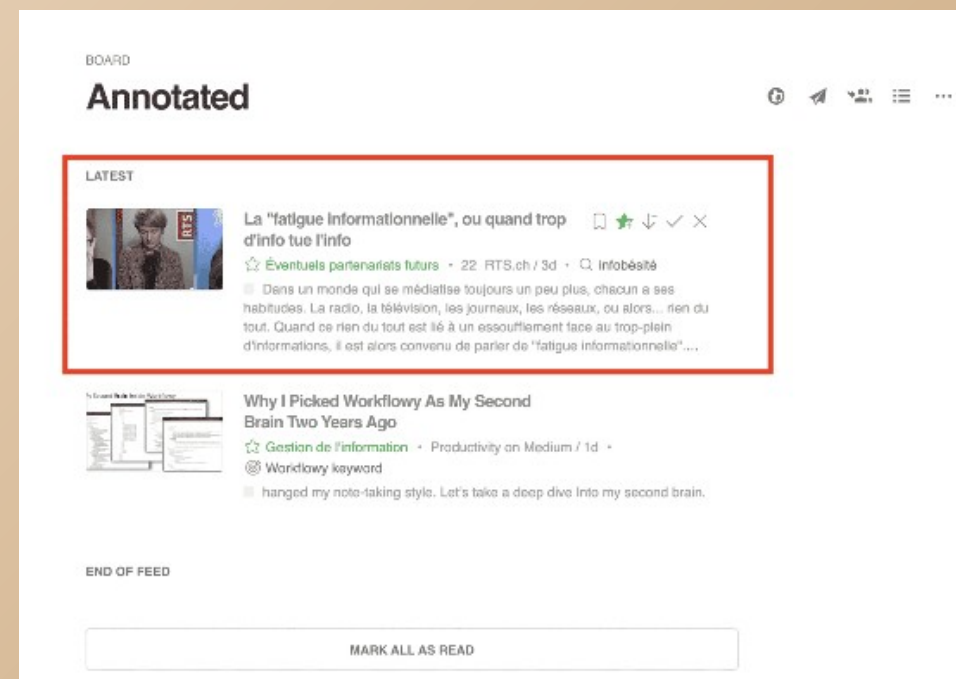 BOARD
Annotated
LATEST
RTS
La "fatigue informationnelle", ou quand trop
d'info tue l'info
Éventuels partenariats futurs • 22 RTS.ch / 3d • infobésité
Dans un monde qui se médiatise toujours un peu plus, chacun a ses
habitudes. La radio, la télévision, les journaux, les réseaux, ou alors... rien du
tout. Quand ce rien du tout est lié à un essoufflement face au trop-plein
d'informations, il est alors convenu de parler de "fatigue informationnelle"....
Why I Picked Workflowy As My Second
Brain Two Years Ago
Gestion de l'information • Productivity on Medium / 1d •
Workflowy keyword
hanged my note-taking style. Let's take a deep dive into my second brain.
END OF FEED
MARK ALL AS READ